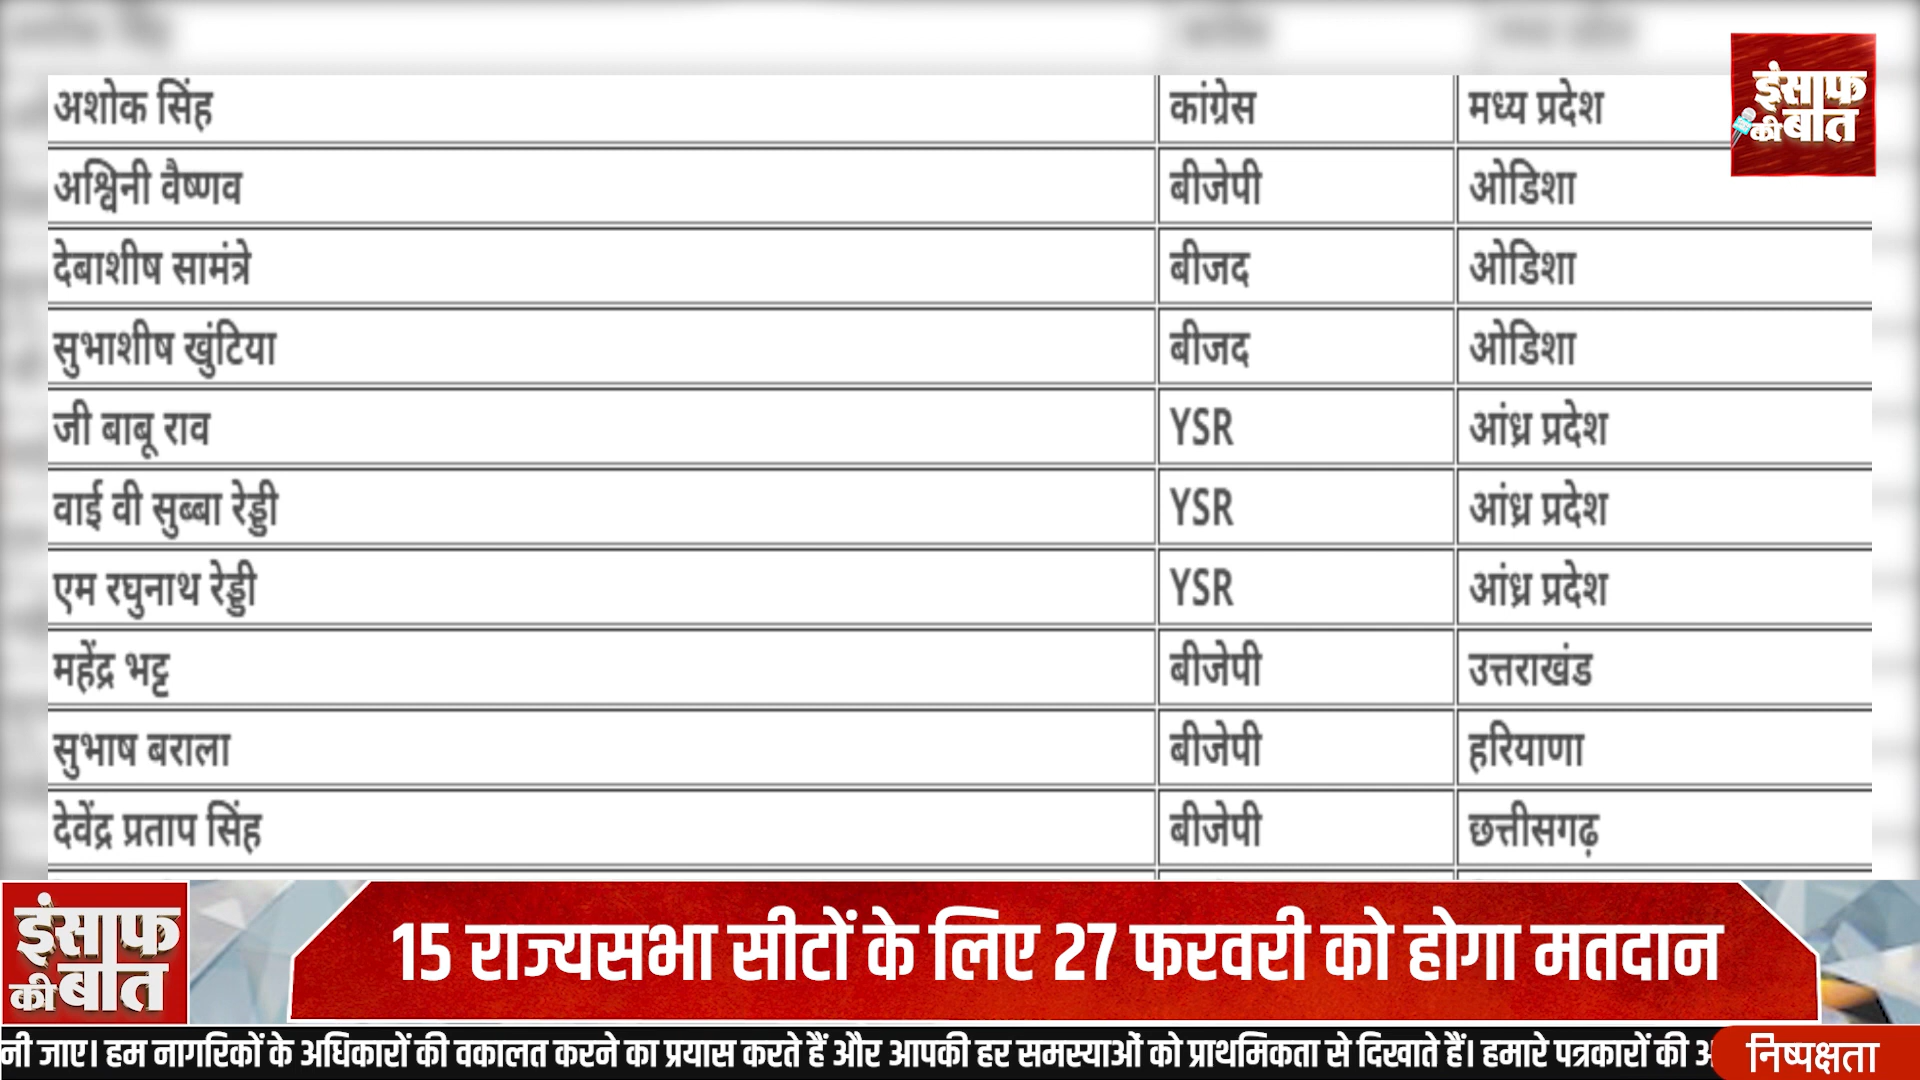 अशोक सिंह कांग्रेस मध्य प्रदेश
इंसाफ
की बात
अश्विनी वैष्णव बीजेपी ओडिशा
देबाशीष सामंत्रे बीजद ओडिशा
सुभाशीष खुंटिया बीजद ओडिशा
जी बाबू राव YSR आंध्र प्रदेश
वाई वी सुब्बा रेड्डी YSR आंध्र प्रदेश
एम रघुनाथ रेड्डी YSR आंध्र प्रदेश
महेंद्र भट्ट बीजेपी उत्तराखंड
सुभाष बराला बीजेपी हरियाणा
देवेंद्र प्रताप सिंह बीजेपी छत्तीसगढ़
इंसाफ
की बात
15 राज्यसभा सीटों के लिए 27 फरवरी को होगा मतदान
नी जाए। हम नागरिकों के अधिकारों की वकालत करने का प्रयास करते हैं और आपकी हर समस्याओं को प्राथमिकता से दिखाते हैं। हमारे पत्रकारों की
निष्पक्षता